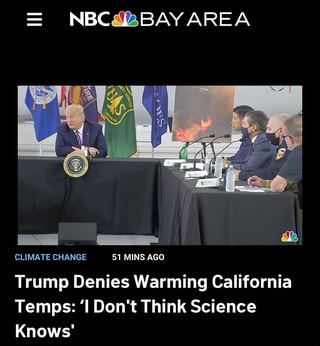 NBC BAY AREA
CLIMATE CHANGE 51 MINS AGO
Trump Denies Warming California
Temps: ‘I Don't Think Science
Knows'